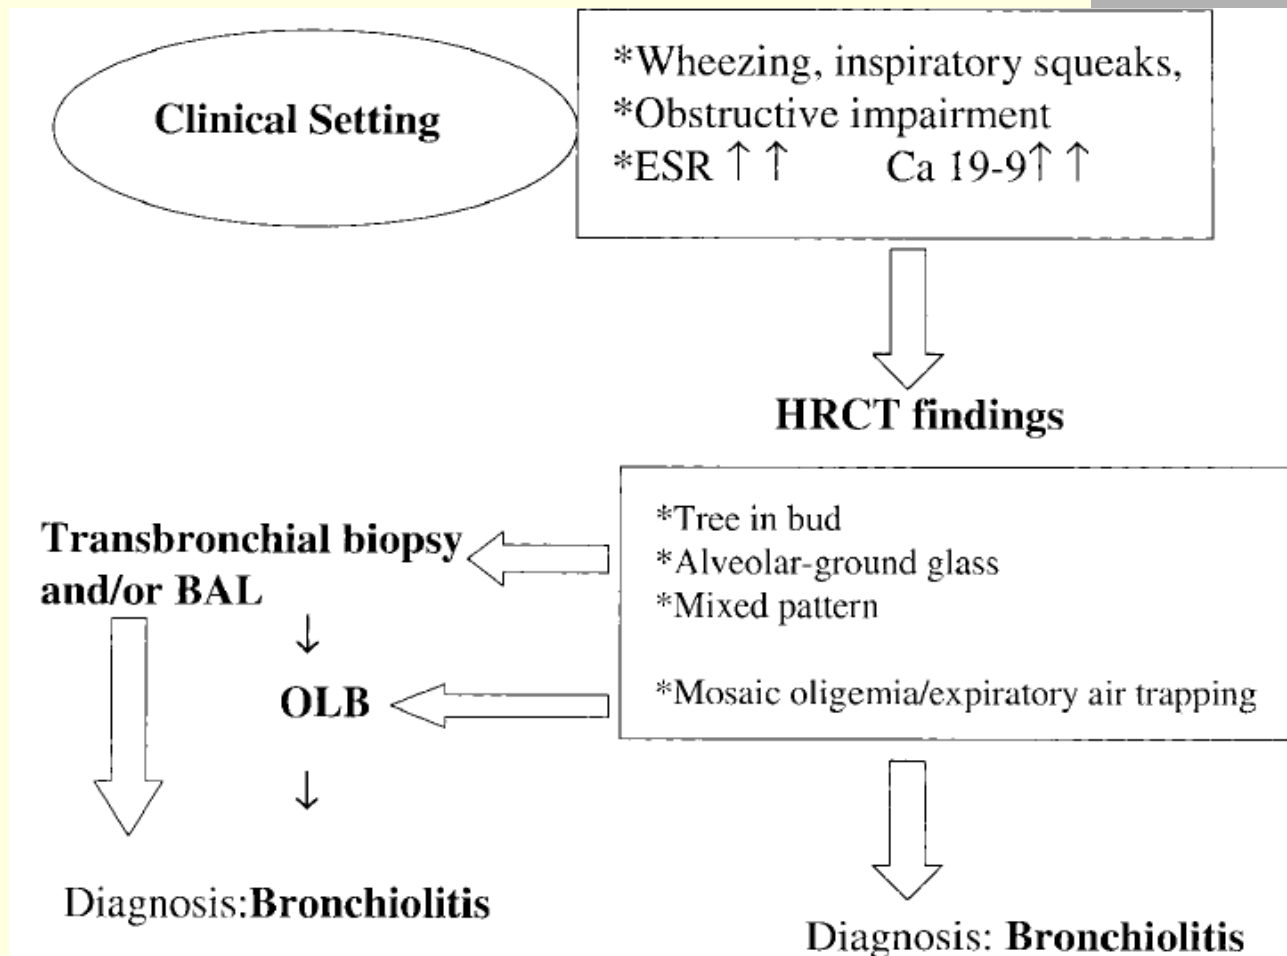 Clinical Setting
*Wheezing, inspiratory squeaks,
*Obstructive impairment
*ESR ↑ ↑ Ca 19-9↑ ↑
HRCT findings
*Tree in bud
*Alveolar-ground glass
*Mixed pattern
*Mosaic oligemia/expiratory air trapping
Transbronchial biopsy
and/or BAL
↓
OLB
↓
Diagnosis:Bronchiolitis
Diagnosis: Bronchiolitis